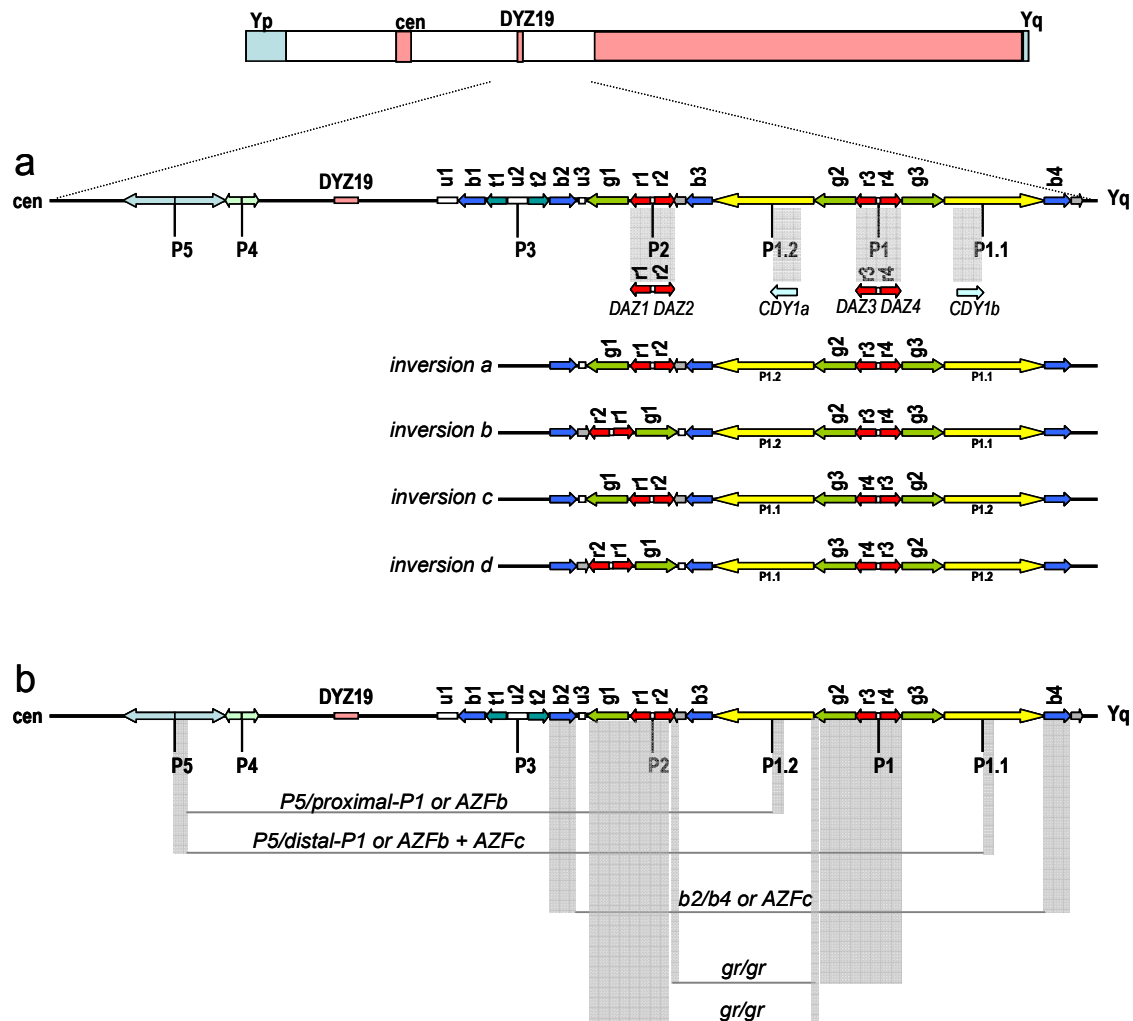 Yp cen DYZ19 Yq
a
cen DYZ19 u1 b1 t1 u2 t2 b2 u3 g1 r1 r2 b3 g2 r3 r4 g3 b4 Yq
P5 P4 P3 P2 P1.2 P1 P1.1
r1 r2 r3 r4
DAZ1 DAZ2 CDY1a DAZ3 DAZ4 CDY1b
g1 r1 r2 g2 r3 r4 g3
inversion a
P1.2 P1.1
r2 r1 g1 g2 r3 r4 g3
inversion b
P1.2 P1.1
g1 r1 r2 g3 r4 r3 g2
inversion c
P1.1 P1.2
r2 r1 g1 g3 r4 r3 g2
inversion d
P1.1 P1.2
b
cen DYZ19 u1 b1 t1 u2 t2 b2 u3 g1 r1 r2 b3 g2 r3 r4 g3 b4 Yq
P5 P4 P3 P2 P1.2 P1 P1.1
P5/proximal-P1 or AZFb
P5/distal-P1 or AZFb + AZFc
b2/b4 or AZFc
gr/gr
gr/gr